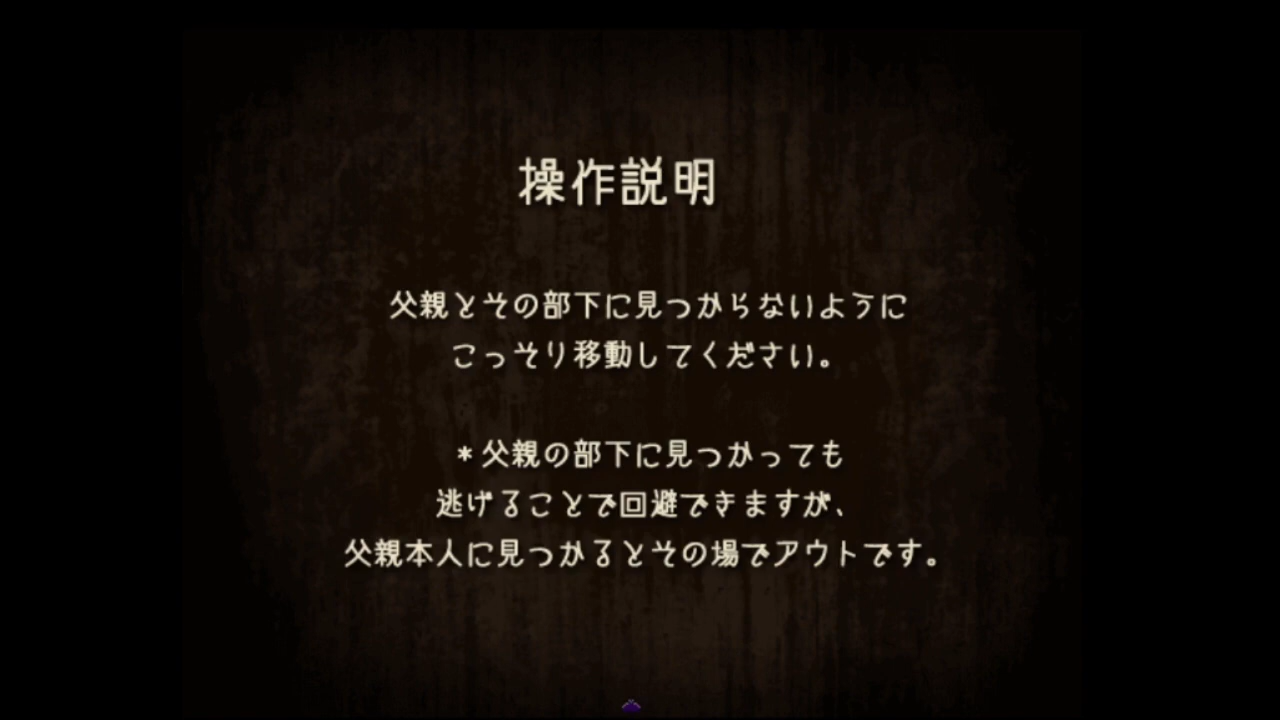 操作説明
父親とその部下に見つからないように
こっそり移動してください。
*父親の部下に見つかっても
逃げることで回避できますが、
父親本人に見つかるとその場でアウトです。